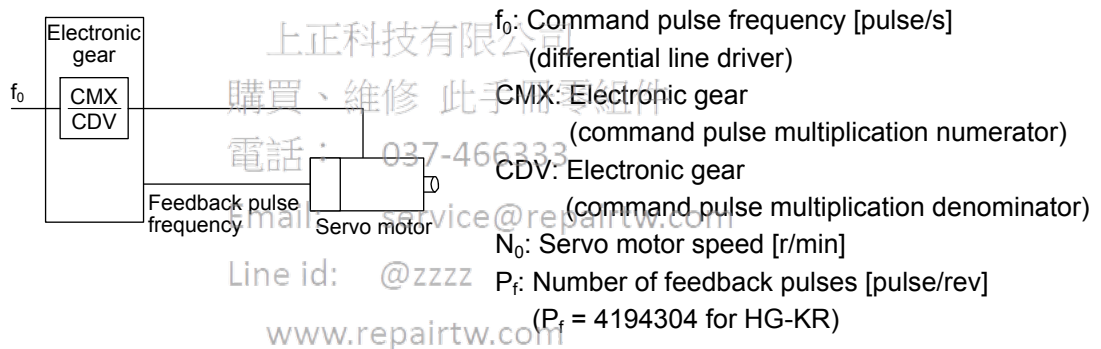 Electronic
gear
f₀
CMX
CDV
Feedback pulse
frequency
Servo motor
f₀: Command pulse frequency [pulse/s]
(differential line driver)
CMX: Electronic gear
(command pulse multiplication numerator)
CDV: Electronic gear
(command pulse multiplication denominator)
N₀: Servo motor speed [r/min]
Pf: Number of feedback pulses [pulse/rev]
(Pf = 4194304 for HG-KR)
上正科技有限公司
購買、維修 此手冊零組件
電話: 037-466333
Email: service@repairtw.com
Line id: @zzzz
www.repairtw.com